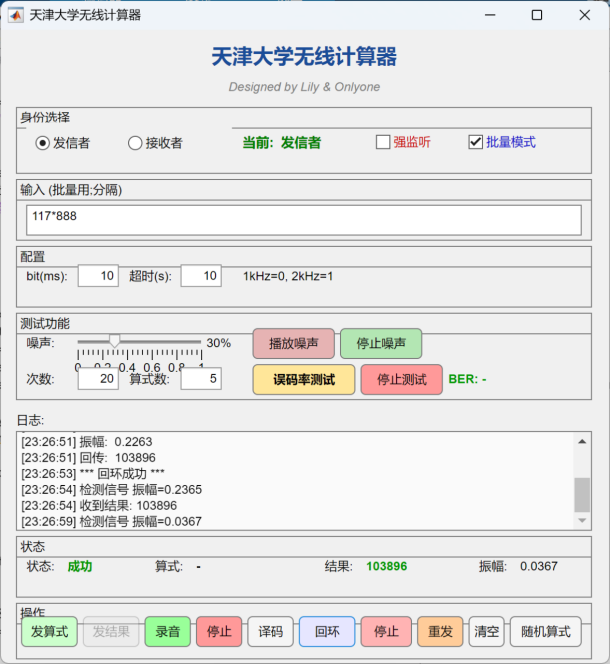 天津大学无线计算器
天津大学无线计算器
Designed by Lily & Onlyone
身份选择
发信者 接收者 当前: 发信者 强监听 批量模式
输入 (批量用;分隔)
117*888
配置
bit(ms): 10 超时(s): 10 1kHz=0, 2kHz=1
测试功能
噪声: 30% 播放噪声 停止噪声
0 0.2 0.4 0.6 0.8 1
次数: 20 算式数: 5 误码率测试 停止测试 BER: -
日志:
[23:26:51] 振幅: 0.2263
[23:26:51] 回传: 103896
[23:26:53] *** 回环成功 ***
[23:26:54] 检测信号 振幅=0.2365
[23:26:54] 收到结果: 103896
[23:26:59] 检测信号 振幅=0.0367
状态
状态: 成功 算式: - 结果: 103896 振幅: 0.0367
操作
发算式 发结果 录音 停止 译码 回环 停止 重发 清空 随机算式